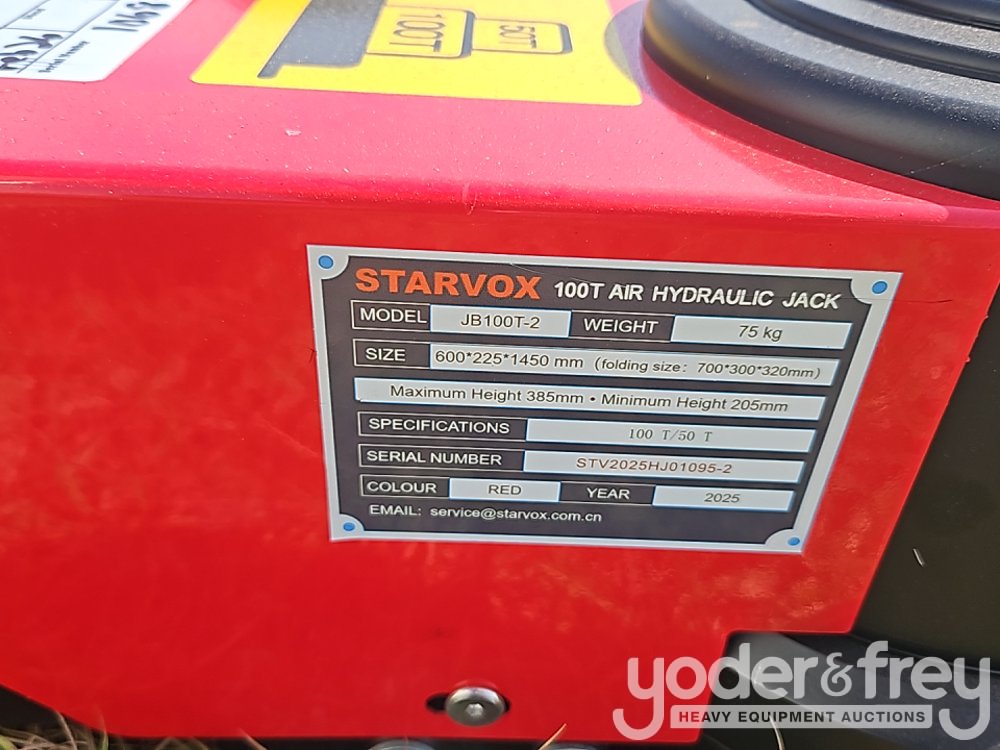 100T
50T
STARVOX 100T AIR HYDRAULIC JACK
MODEL JB100T-2 WEIGHT 75 kg
SIZE 600*225*1450 mm (folding size: 700*300*320mm)
Maximum Height 385mm • Minimum Height 205mm
SPECIFICATIONS 100 T/50 T
SERIAL NUMBER STV2025HJ01095-2
COLOUR RED YEAR 2025
EMAIL: service@starvox.com.cn
yoder&frey
HEAVY EQUIPMENT AUCTIONS